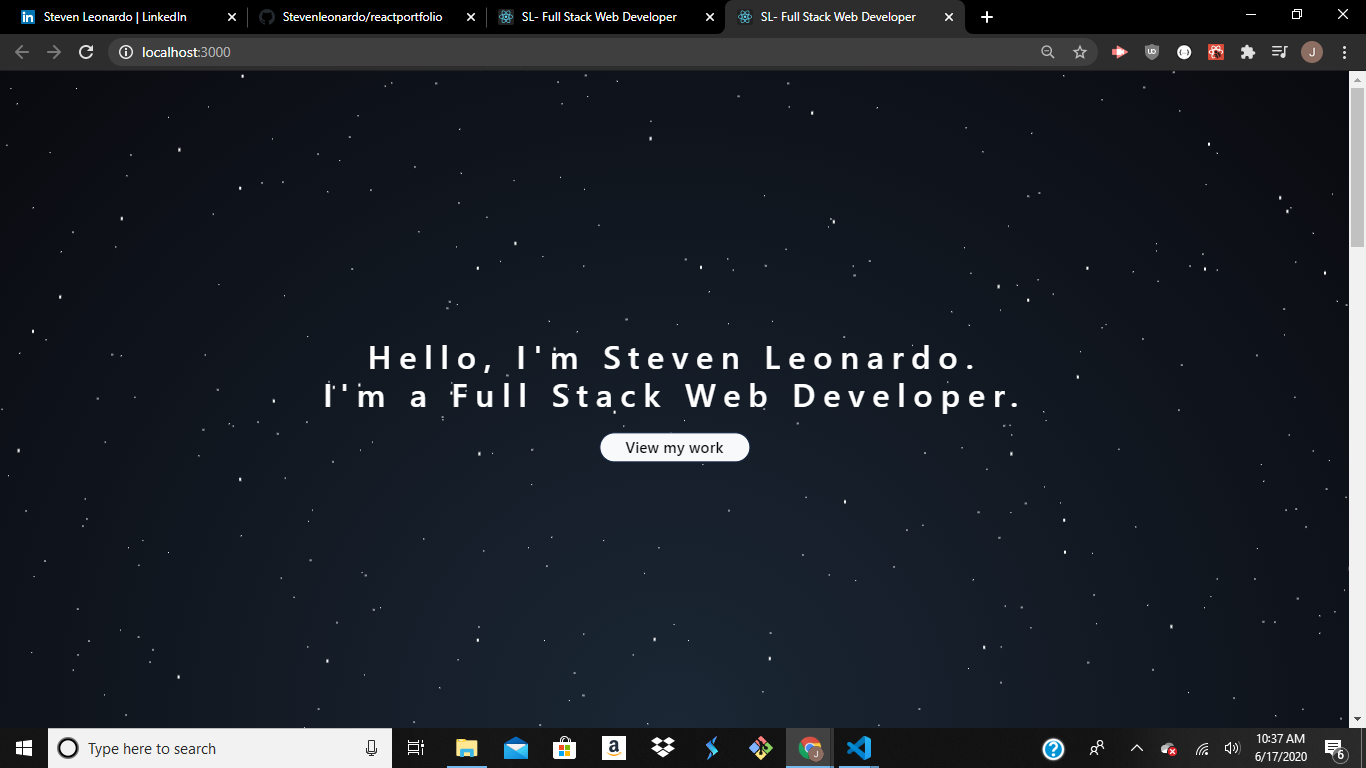 Steven Leonardo | LinkedIn
Stevenleonardo/reactportfolio
SL- Full Stack Web Developer
SL- Full Stack Web Developer
localhost:3000
J
Hello, I'm Steven Leonardo.
I'm a Full Stack Web Developer.
View my work
Type here to search
10:37 AM
6/17/2020
6